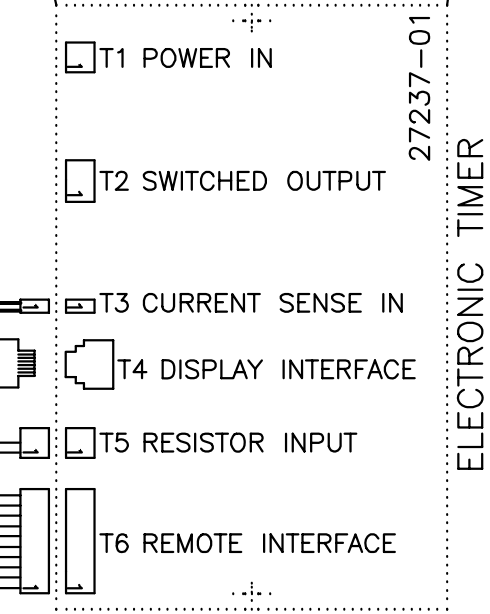 T1 POWER IN
27237-01
T2 SWITCHED OUTPUT
T3 CURRENT SENSE IN
T4 DISPLAY INTERFACE
T5 RESISTOR INPUT
T6 REMOTE INTERFACE
ELECTRONIC TIMER